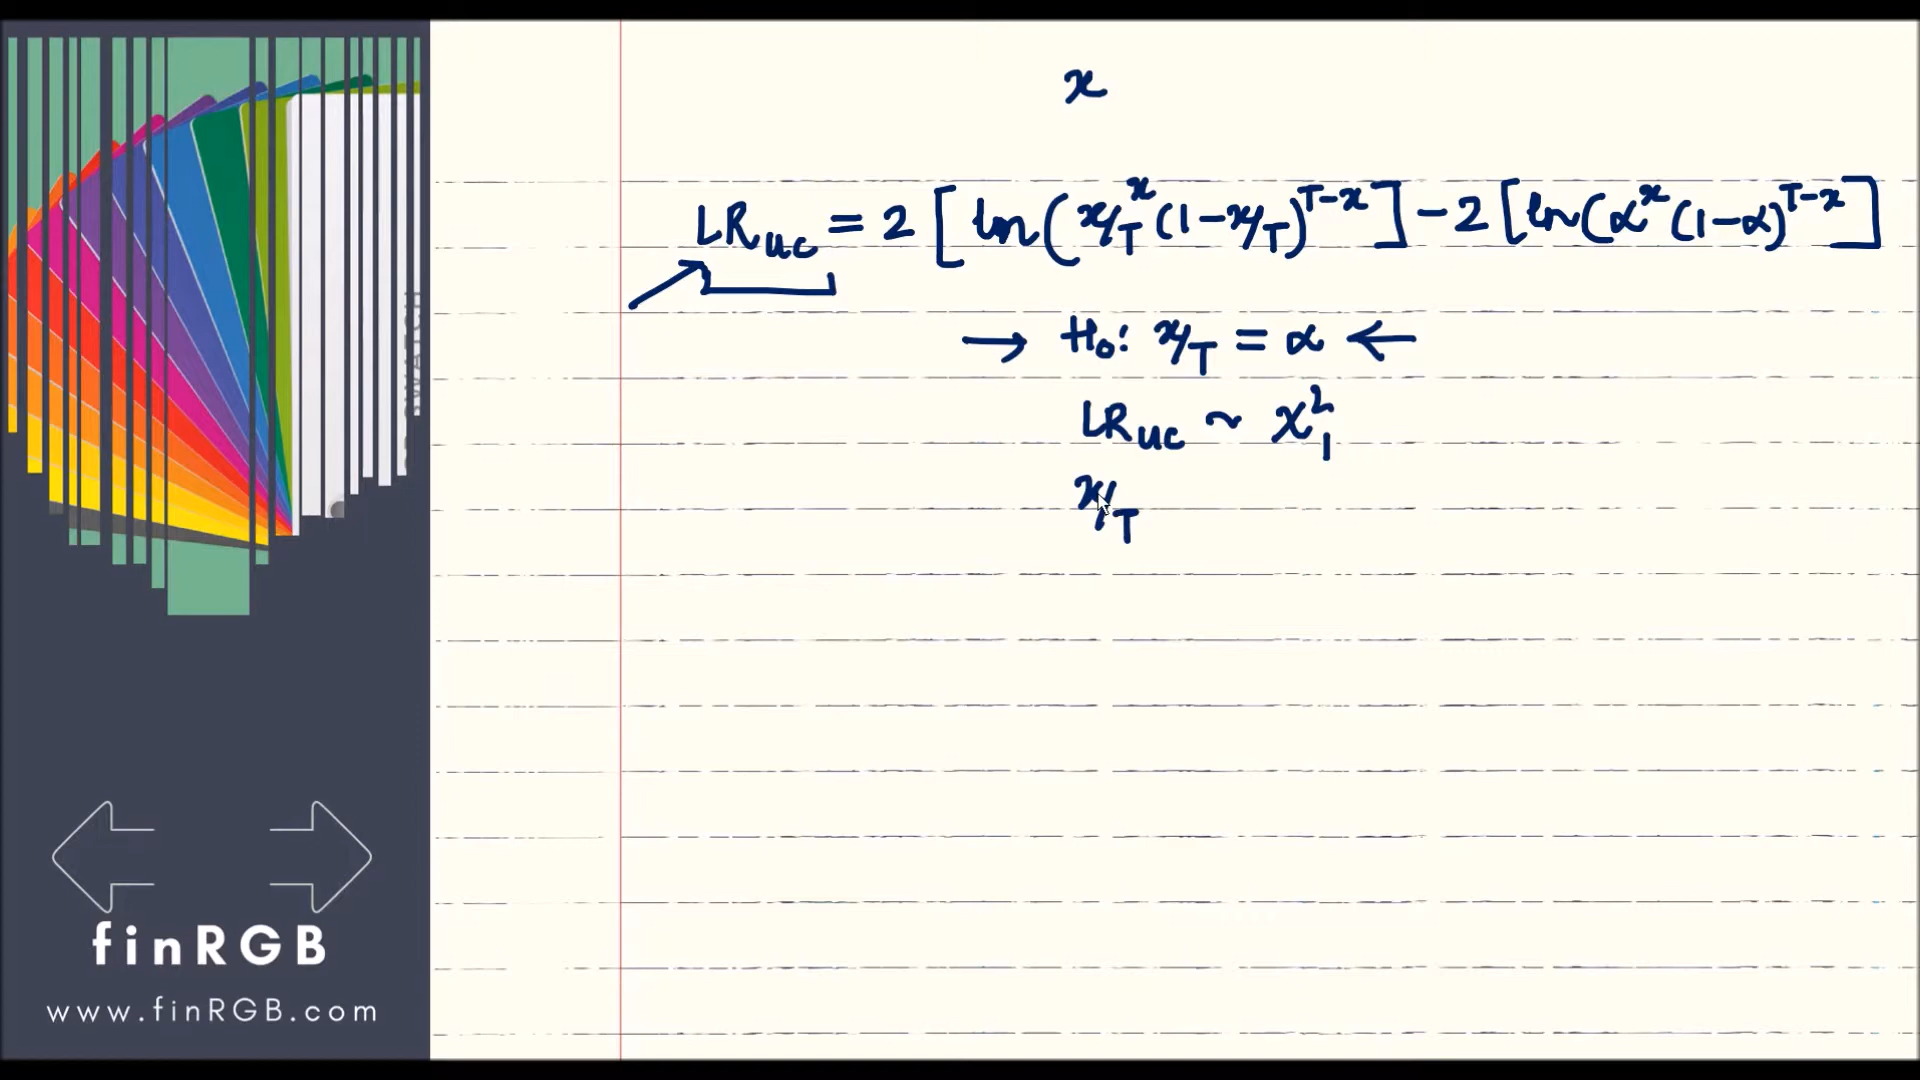 x
LR_uc = 2 [ ln( x/T^x (1-x/T)^T-x ] - 2 [ ln( α^x (1-α)^T-x ]
→ H₀: x/T = α ←
LR_uc ~ χ²₁
x/T
finRGB
www.finRGB.com